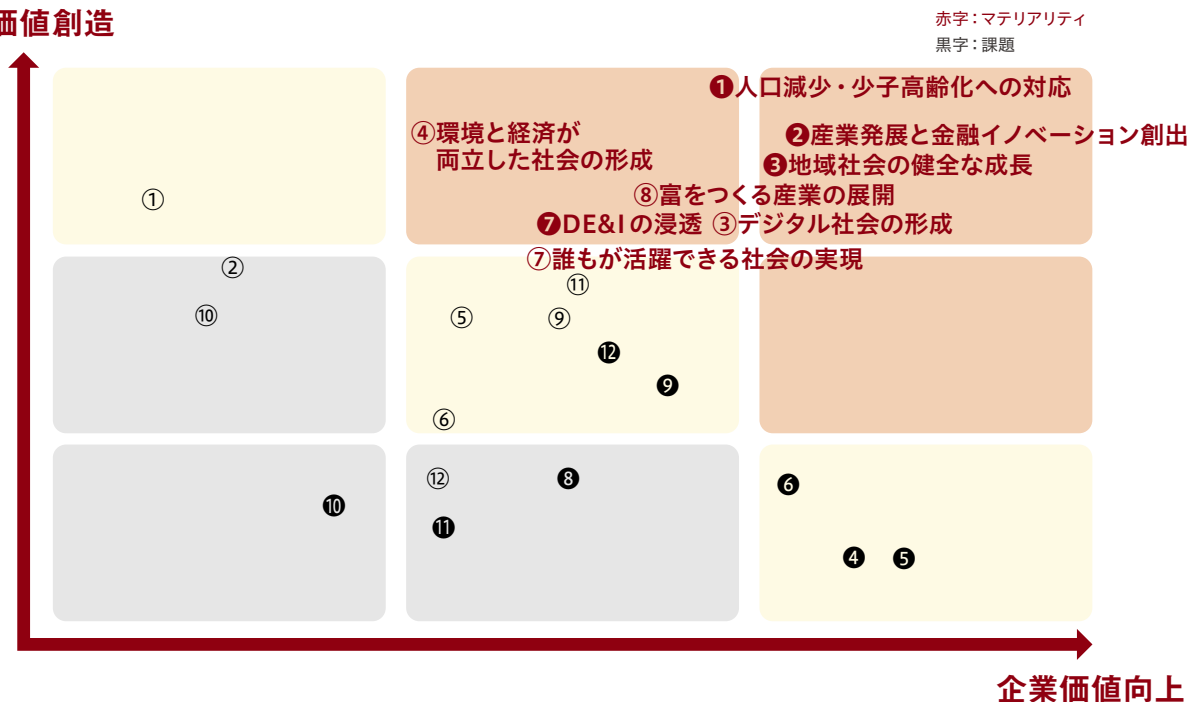 価値創造
赤字：マテリアリティ
黒字：課題
❶人口減少・少子高齢化への対応
④環境と経済が
両立した社会の形成
❷産業発展と金融イノベーション創出
❸地域社会の健全な成長
①
⑧富をつくる産業の展開
❼DE&Iの浸透 ③デジタル社会の形成
⑦誰もが活躍できる社会の実現
②
⑪
⑩
⑤
⑨
⓬
❾
⑥
⑫
❽
❻
❿
⓫
❹
❺
企業価値向上